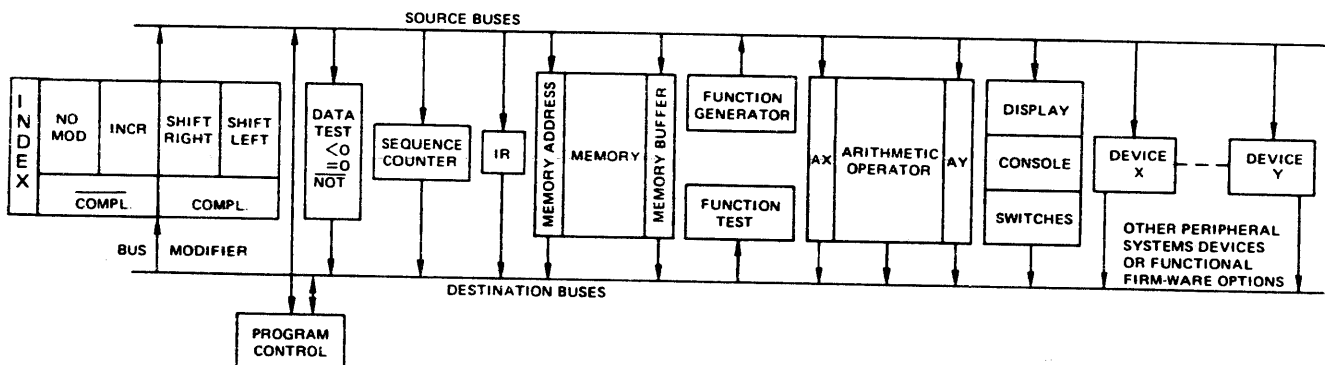 SOURCE BUSES
INDEX
NO
MOD
INCR
SHIFT
RIGHT
SHIFT
LEFT
COMPL.
COMPL.
BUS MODIFIER
DATA
TEST
<0
=0
NOT
SEQUENCE
COUNTER
IR
MEMORY ADDRESS
MEMORY
MEMORY BUFFER
FUNCTION
GENERATOR
FUNCTION
TEST
AX
ARITHMETIC
OPERATOR
AY
DISPLAY
CONSOLE
SWITCHES
DEVICE
X
DEVICE
Y
OTHER PERIPHERAL
SYSTEMS DEVICES
OR FUNCTIONAL
FIRM-WARE OPTIONS
DESTINATION BUSES
PROGRAM
CONTROL